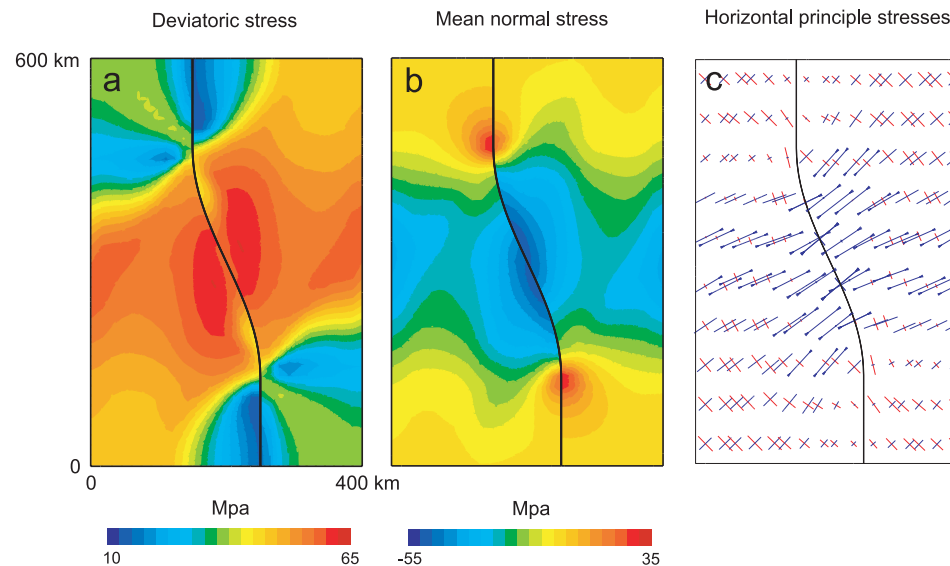 Deviatoric stress
Mean normal stress
Horizontal principle stresses
600 km
a
b
c
0
0
400 km
Mpa
Mpa
10
65
-55
35